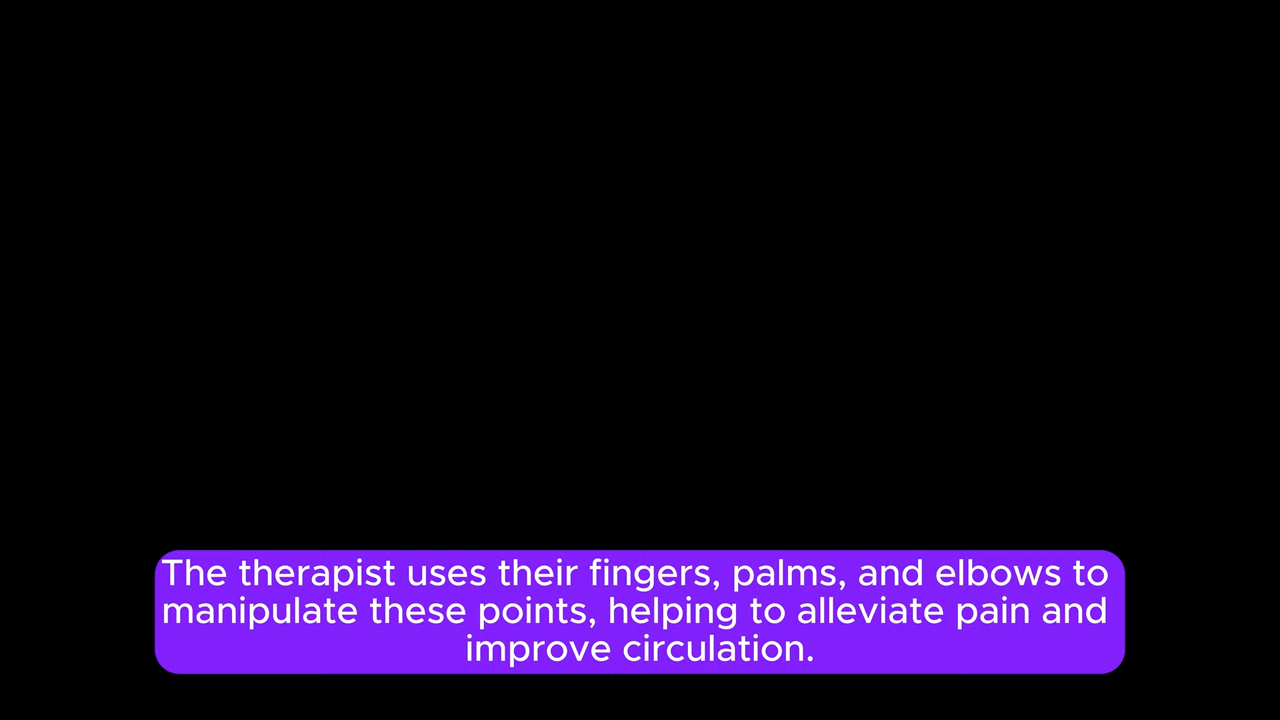 The therapist uses their fingers, palms, and elbows to
manipulate these points, helping to alleviate pain and
improve circulation.